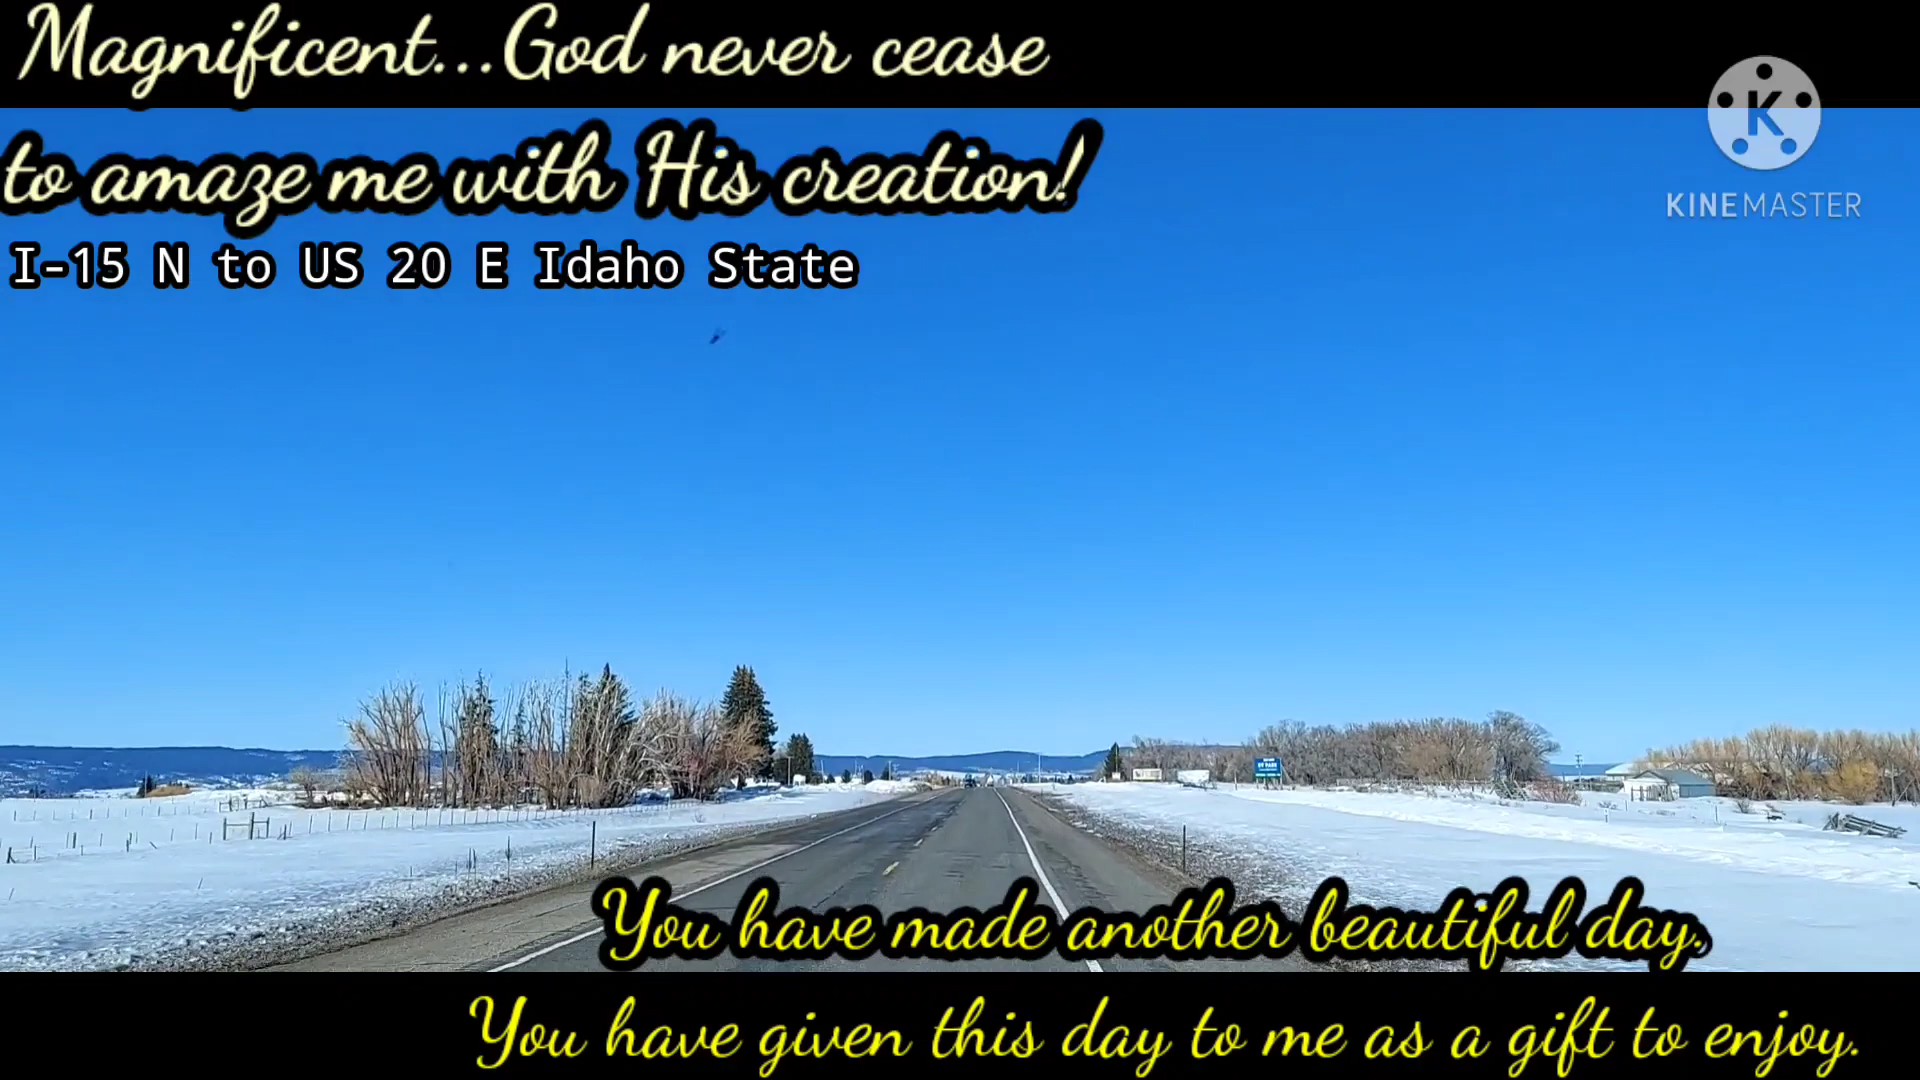 Magnificent...God never cease
to amaze me with His creation!
I-15 N to US 20 E Idaho State
KINEMASTER
You have made another beautiful day.
You have given this day to me as a gift to enjoy.